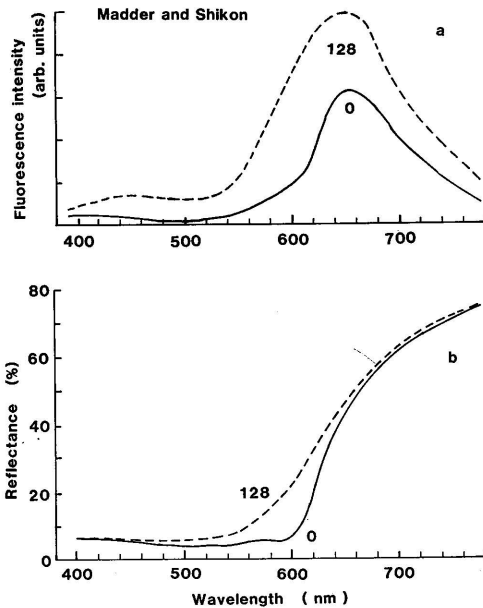 Madder and Shikon
a
128
0
Fluorescence intensity
(arb. units)
400 500 600 700
80
60
40
20
0
b
128
0
Reflectance (%)
400 500 600 700
Wavelength ( nm )